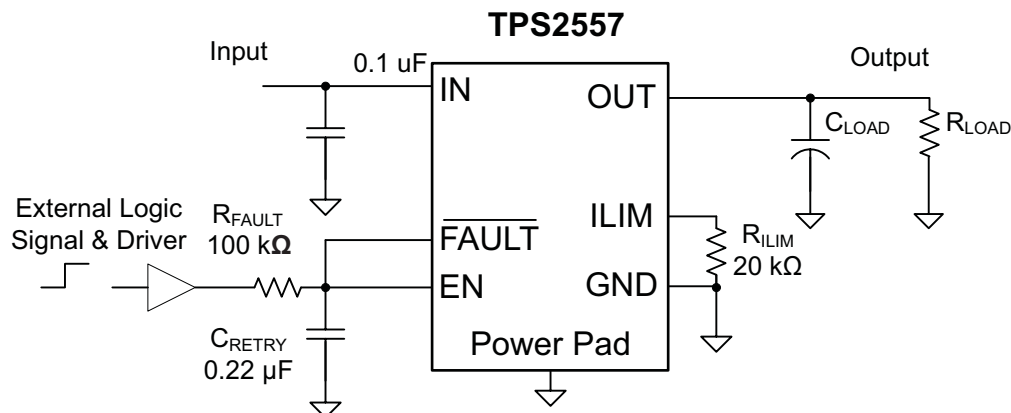 TPS2557
Input
0.1 uF
Output
IN
OUT
C_LOAD
R_LOAD
External Logic
Signal & Driver
R_FAULT
100 kΩ
FAULT
EN
ILIM
R_ILIM
20 kΩ
GND
C_RETRY
0.22 µF
Power Pad